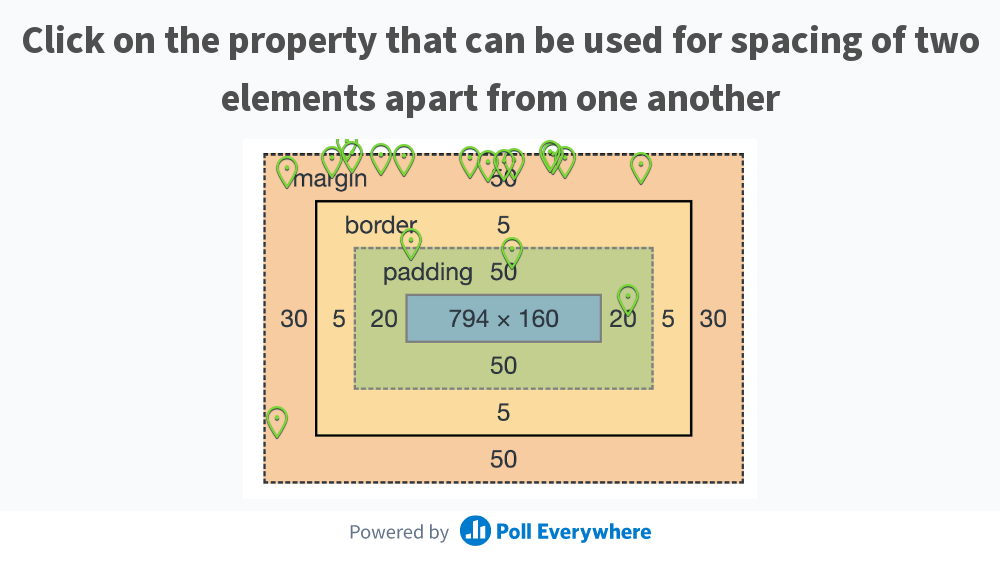 Click on the property that can be used for spacing of two
elements apart from one another
margin 50
border 5
padding 50
30 5 20 794 × 160 20 5 30
50
5
50
Powered by Poll Everywhere